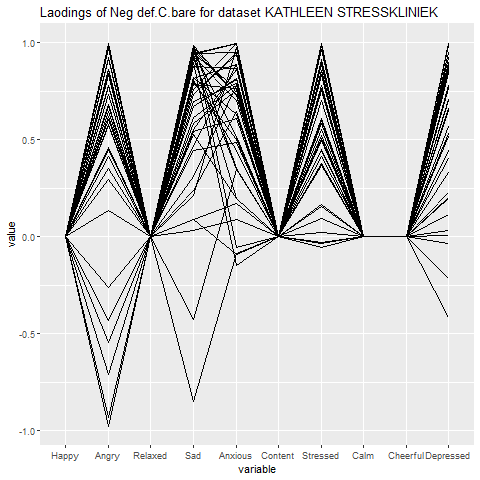 Laodings of Neg def.C.bare for dataset KATHLEEN STRESSKLINIEK
1.0
0.5
0.0
-0.5
-1.0
value
Happy Angry Relaxed Sad Anxious Content Stressed Calm Cheerful Depressed
variable